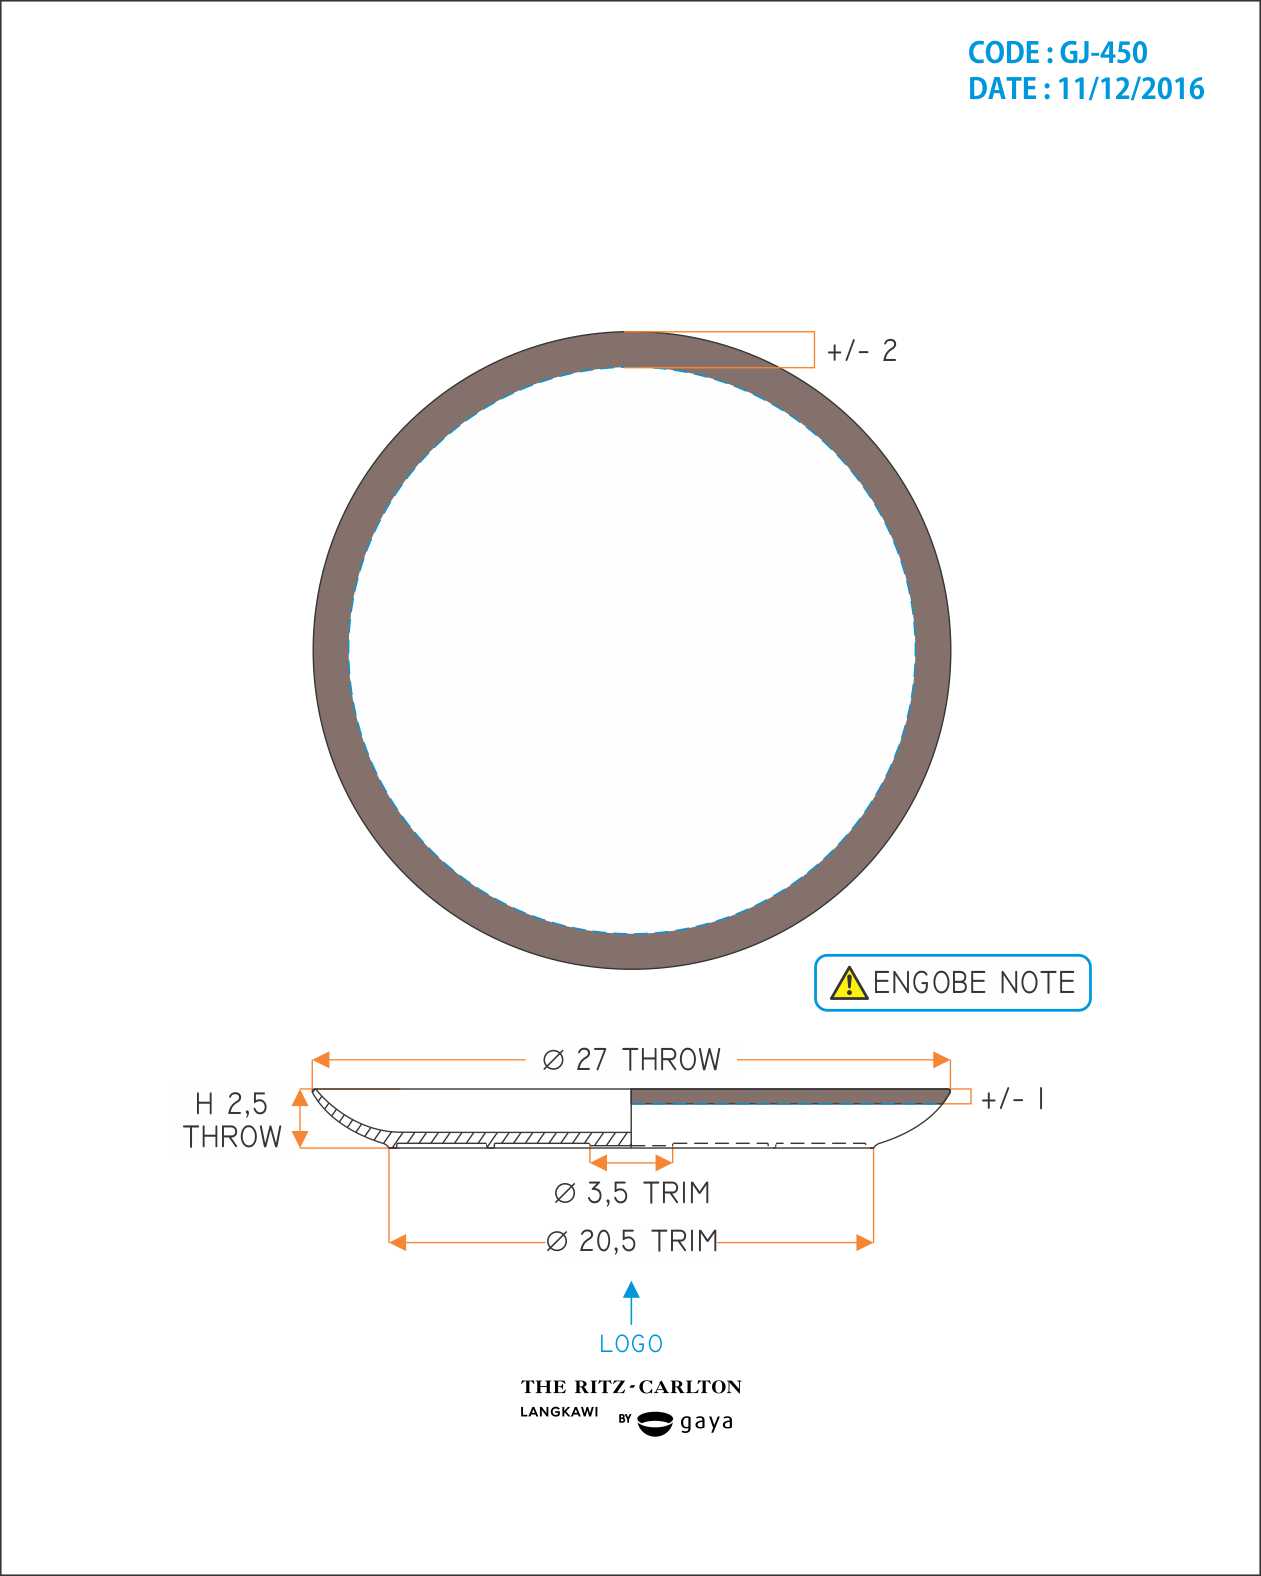 CODE : GJ-450
DATE : 11/12/2016
+/- 2
ENGOBE NOTE
Ø 27 THROW
H 2,5
THROW
+/- 1
Ø 3,5 TRIM
Ø 20,5 TRIM
LOGO
THE RITZ-CARLTON
LANGKAWI
BY gaya